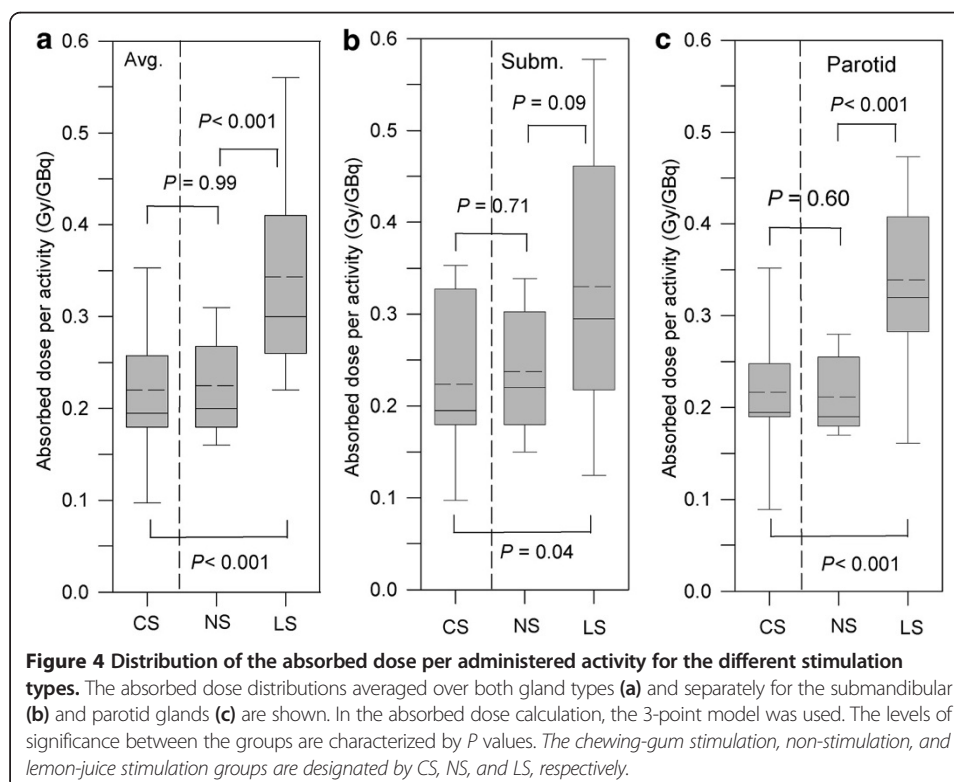 a
Avg.
Absorbed dose per activity (Gy/GBq)
0.6
0.5
0.4
0.3
0.2
0.1
0.0
P< 0.001
P = 0.99
P< 0.001
CS NS LS
b
Subm.
Absorbed dose per activity (Gy/GBq)
0.6
0.5
0.4
0.3
0.2
0.1
0.0
P = 0.09
P = 0.71
P = 0.04
CS NS LS
c
Parotid
Absorbed dose per activity (Gy/GBq)
0.6
0.5
0.4
0.3
0.2
0.1
0.0
P< 0.001
P = 0.60
P< 0.001
CS NS LS
Figure 4 Distribution of the absorbed dose per administered activity for the different stimulation
types. The absorbed dose distributions averaged over both gland types (a) and separately for the submandibular
(b) and parotid glands (c) are shown. In the absorbed dose calculation, the 3-point model was used. The levels of
significance between the groups are characterized by P values. The chewing-gum stimulation, non-stimulation, and
lemon-juice stimulation groups are designated by CS, NS, and LS, respectively.